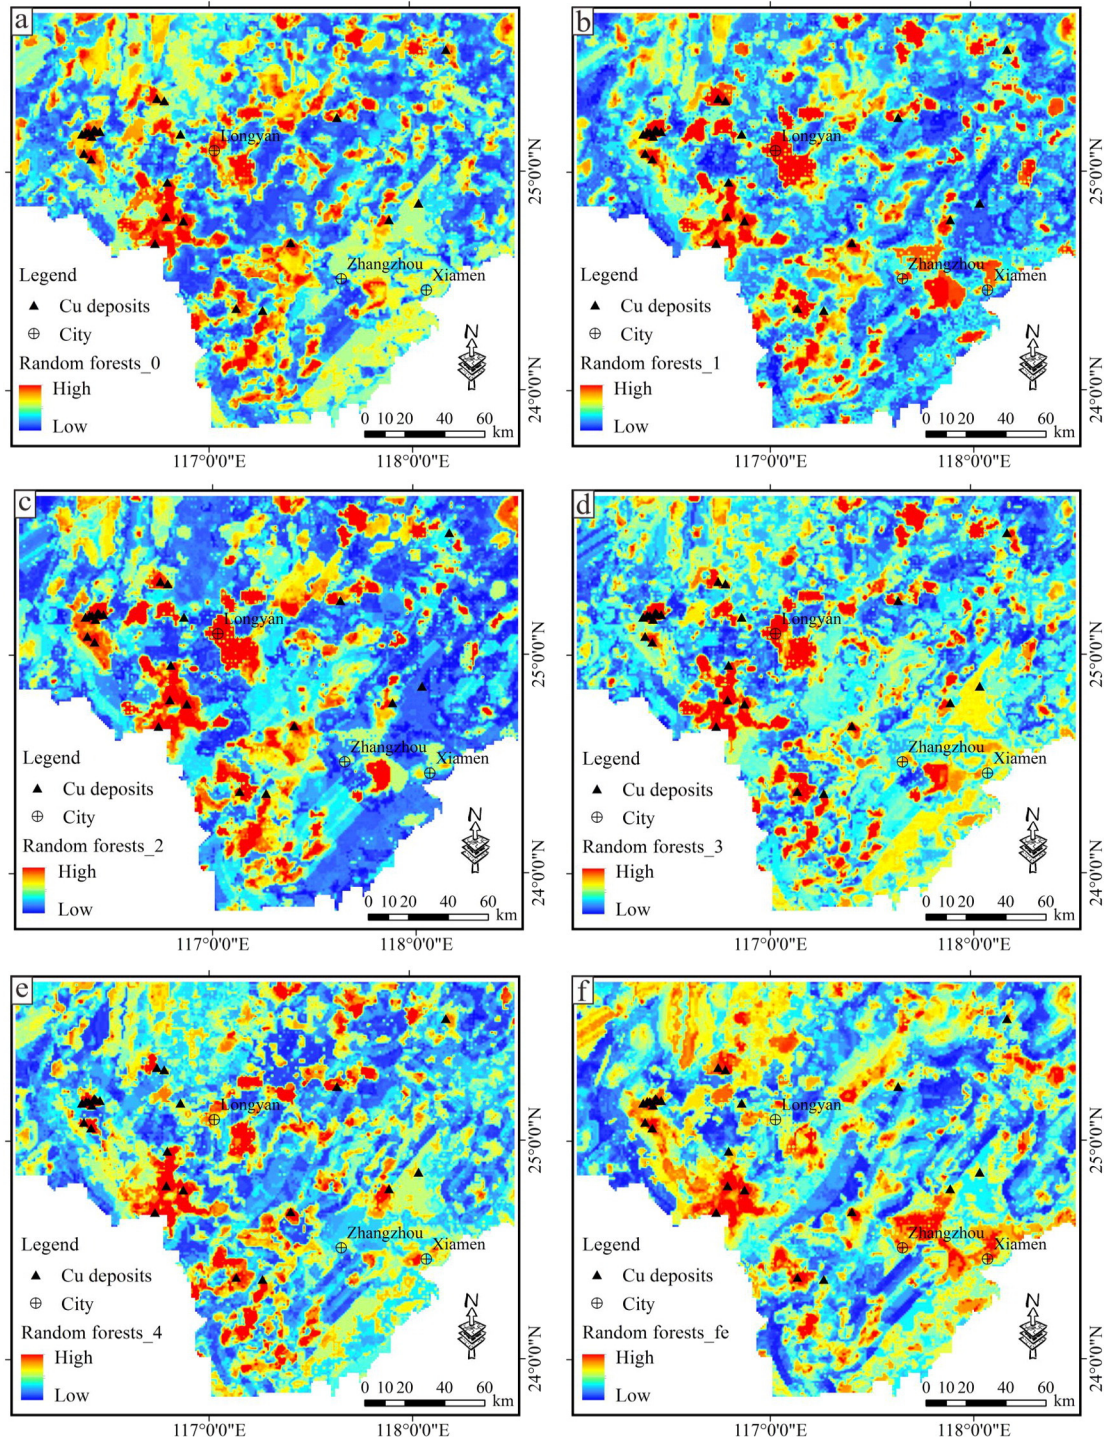 a
Longyan
25°0'0"N
Zhangzhou
Xiamen
Legend
Cu deposits
City
Random forests_0
High
Low
N
0 10 20 40 60
km
24°0'0"N
117°0'0"E
118°0'0"E
b
Longyan
25°0'0"N
Zhangzhou
Xiamen
Legend
Cu deposits
City
Random forests_1
High
Low
N
0 10 20 40 60
km
24°0'0"N
117°0'0"E
118°0'0"E
c
Longyan
25°0'0"N
Zhangzhou
Xiamen
Legend
Cu deposits
City
Random forests_2
High
Low
N
0 10 20 40 60
km
24°0'0"N
117°0'0"E
118°0'0"E
d
Longyan
25°0'0"N
Zhangzhou
Xiamen
Legend
Cu deposits
City
Random forests_3
High
Low
N
0 10 20 40 60
km
24°0'0"N
117°0'0"E
118°0'0"E
e
Longyan
25°0'0"N
Zhangzhou
Xiamen
Legend
Cu deposits
City
Random forests_4
High
Low
N
0 10 20 40 60
km
24°0'0"N
117°0'0"E
118°0'0"E
f
Longyan
25°0'0"N
Zhangzhou
Xiamen
Legend
Cu deposits
City
Random forests_fe
High
Low
N
0 10 20 40 60
km
24°0'0"N
117°0'0"E
118°0'0"E